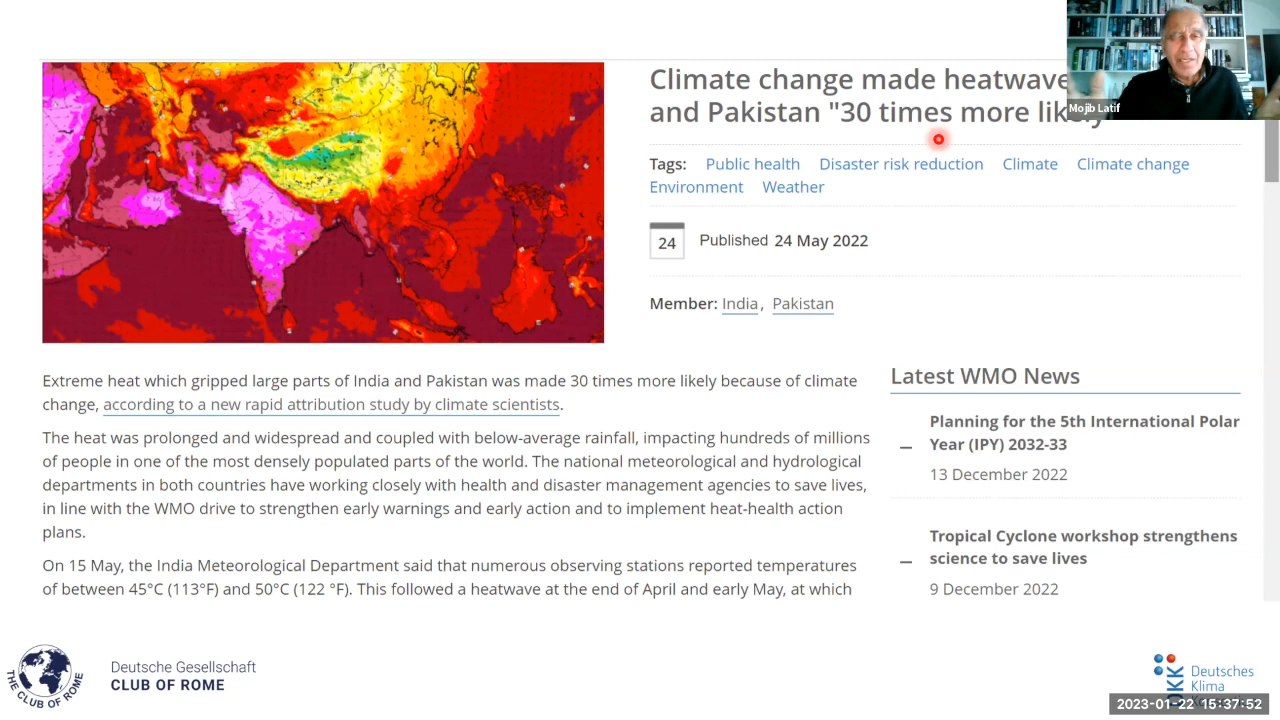 Climate change made heatwave
and Pakistan "30 times more likely
Mojib Latif
Tags: Public health Disaster risk reduction Climate Climate change
Environment Weather
24 Published 24 May 2022
Member: India, Pakistan
Extreme heat which gripped large parts of India and Pakistan was made 30 times more likely because of climate
change, according to a new rapid attribution study by climate scientists.
The heat was prolonged and widespread and coupled with below-average rainfall, impacting hundreds of millions
of people in one of the most densely populated parts of the world. The national meteorological and hydrological
departments in both countries have working closely with health and disaster management agencies to save lives,
in line with the WMO drive to strengthen early warnings and early action and to implement heat-health action
plans.
On 15 May, the India Meteorological Department said that numerous observing stations reported temperatures
of between 45°C (113°F) and 50°C (122 °F). This followed a heatwave at the end of April and early May, at which
Latest WMO News
Planning for the 5th International Polar
Year (IPY) 2032-33
13 December 2022
Tropical Cyclone workshop strengthens
science to save lives
9 December 2022
THE CLUB OF ROME
Deutsche Gesellschaft
CLUB OF ROME
DKK
Deutsches
Klima
2023-01-22 15:37:52